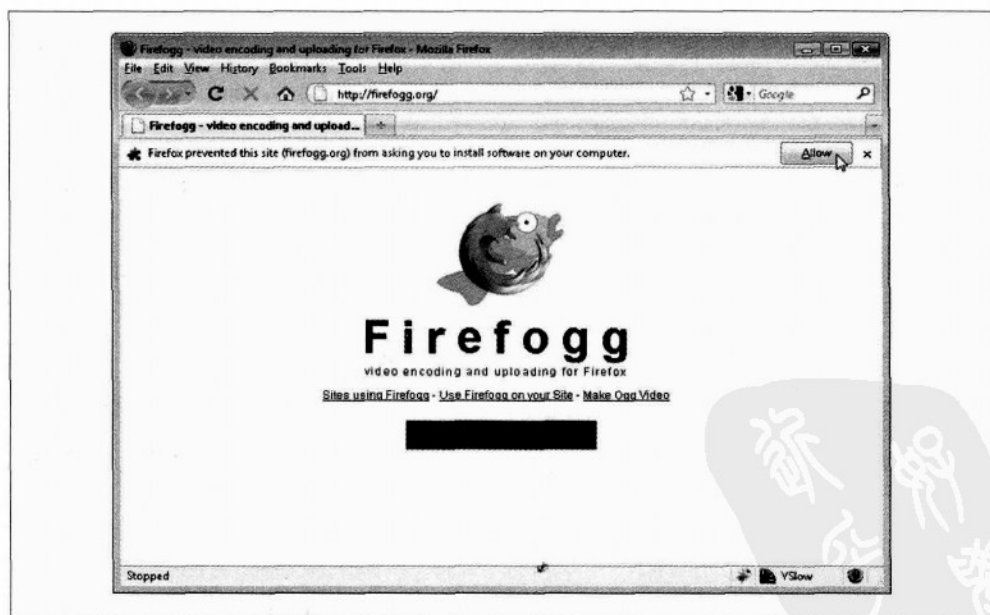 Firefogg - video encoding and uploading for Firefox - Mozilla Firefox
File Edit View History Bookmarks Tools Help
http://firefogg.org/
Google
Firefogg - video encoding and upload...
Firefox prevented this site (firefogg.org) from asking you to install software on your computer.
Allow
Firefogg
video encoding and uploading for Firefox
Sites using Firefogg - Use Firefogg on your Site - Make Ogg Video
Stopped
YSlow